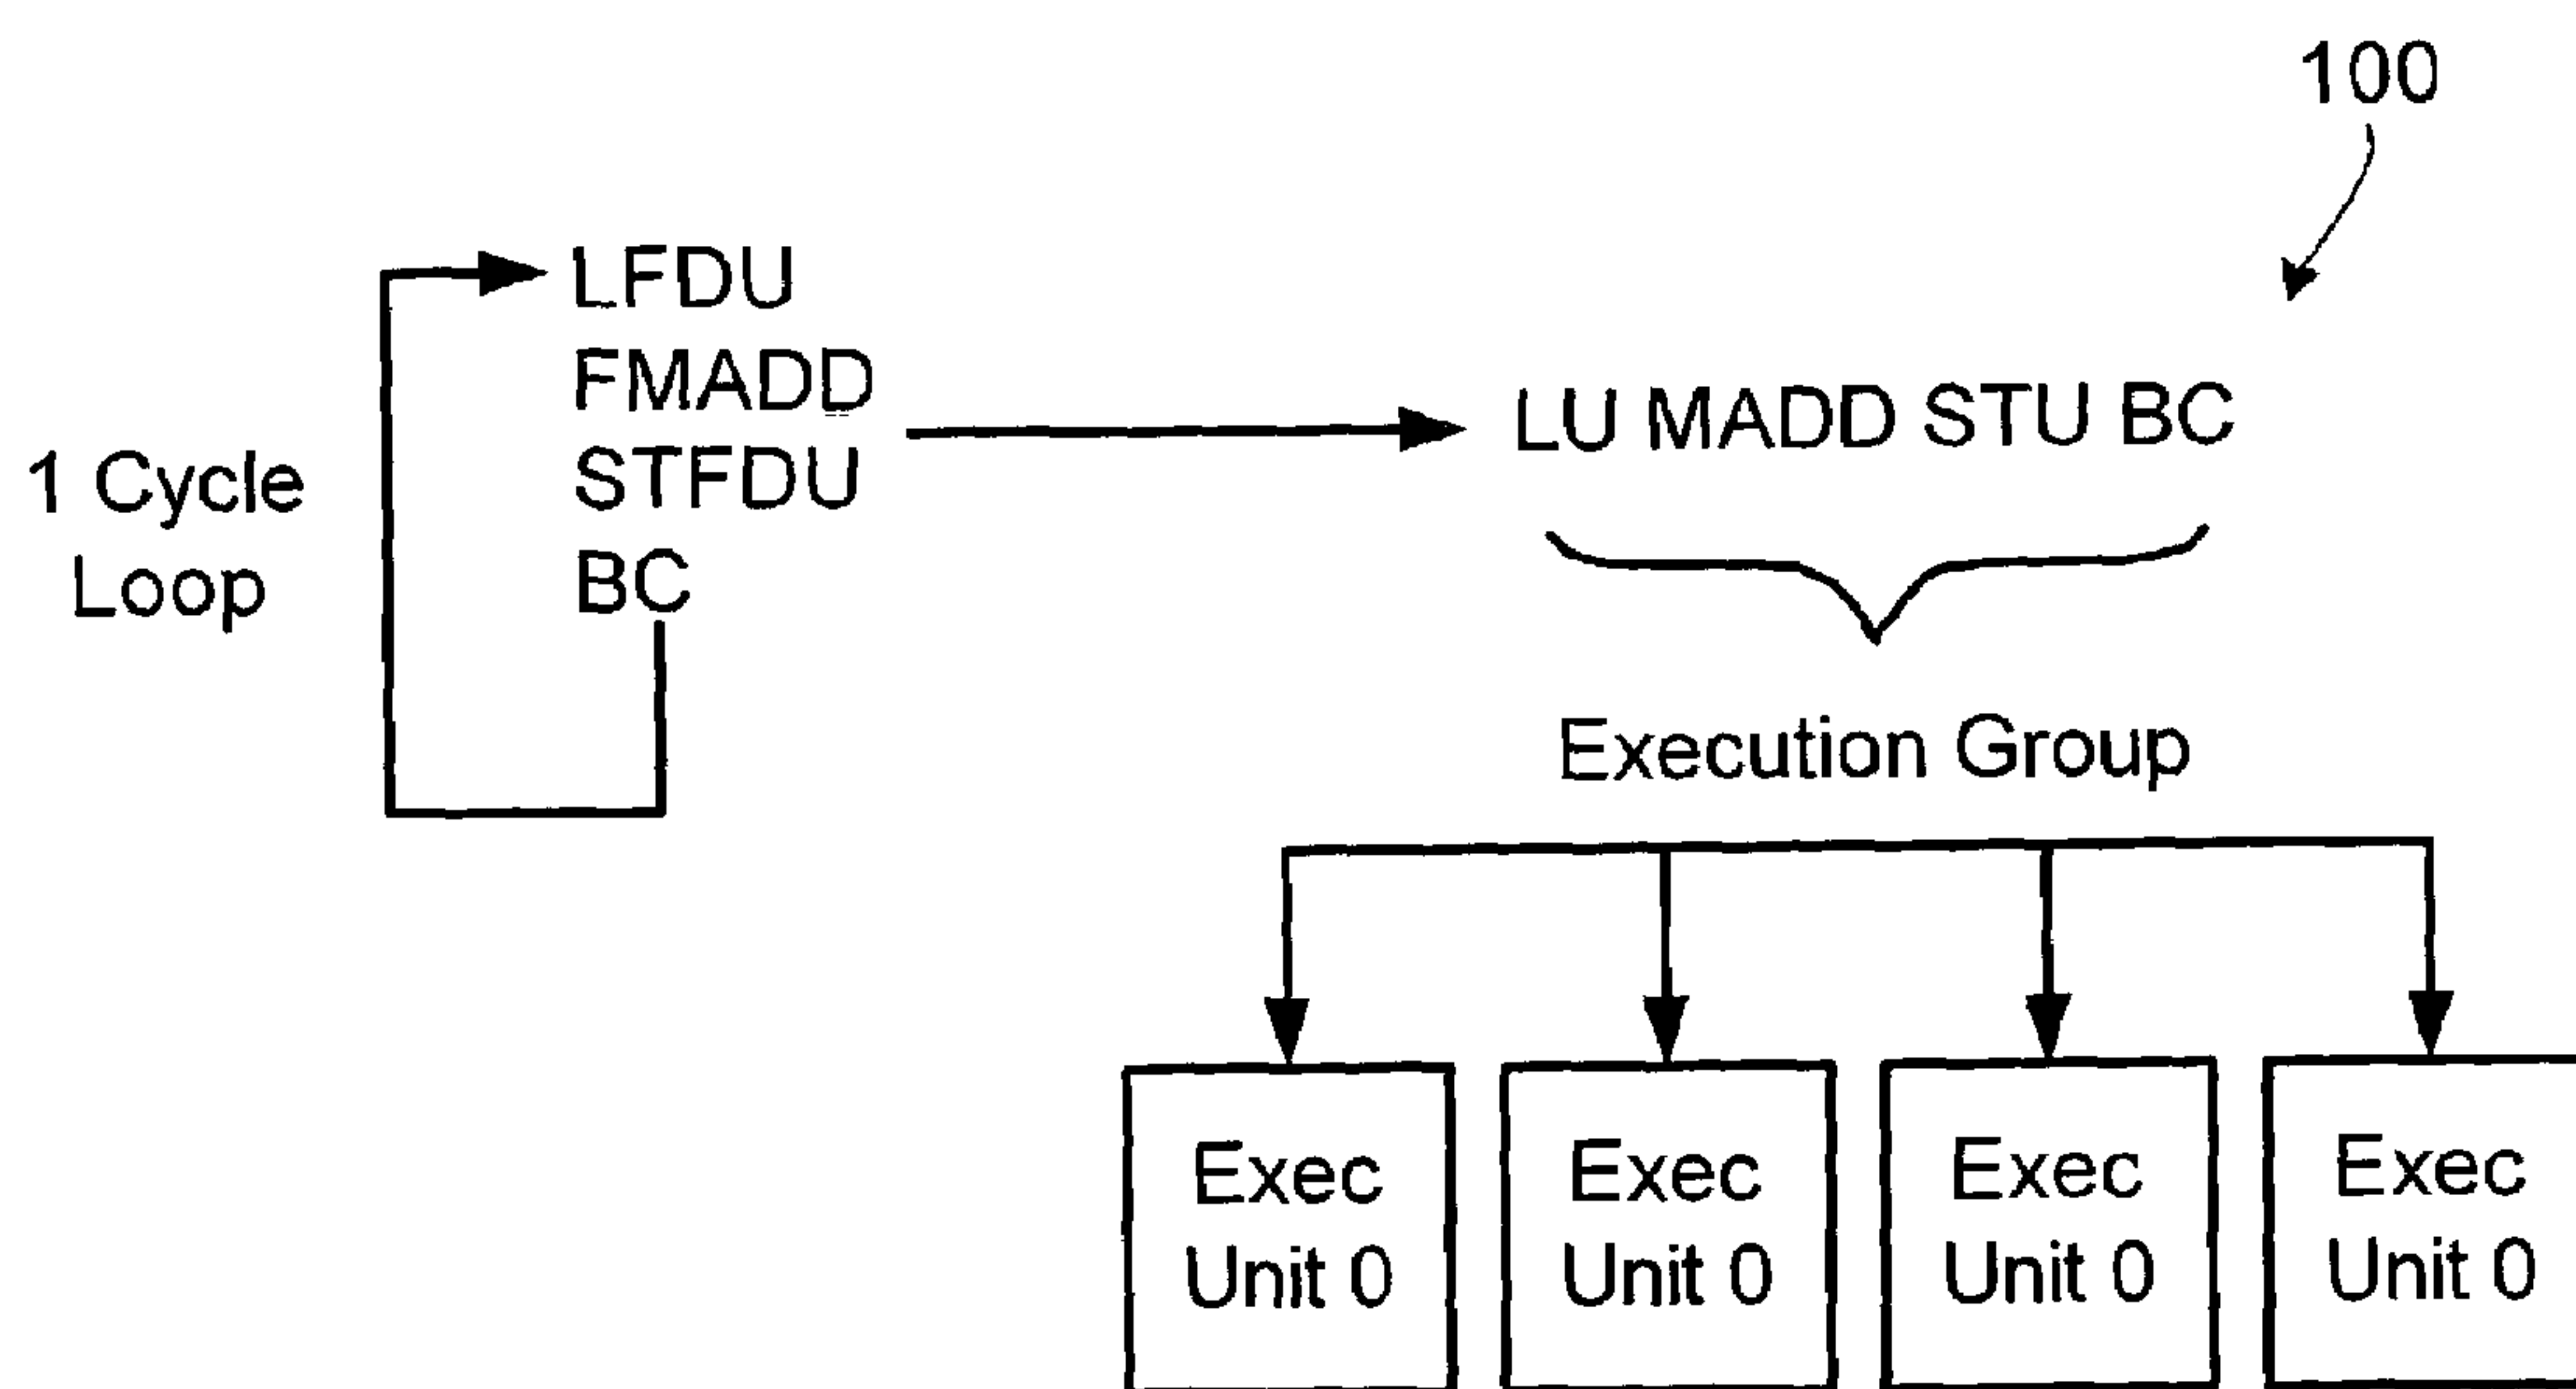 100
LFDU
FMADD
STFDU
BC
1 Cycle
Loop
LU MADD STU BC
Execution Group
Exec
Unit 0
Exec
Unit 0
Exec
Unit 0
Exec
Unit 0